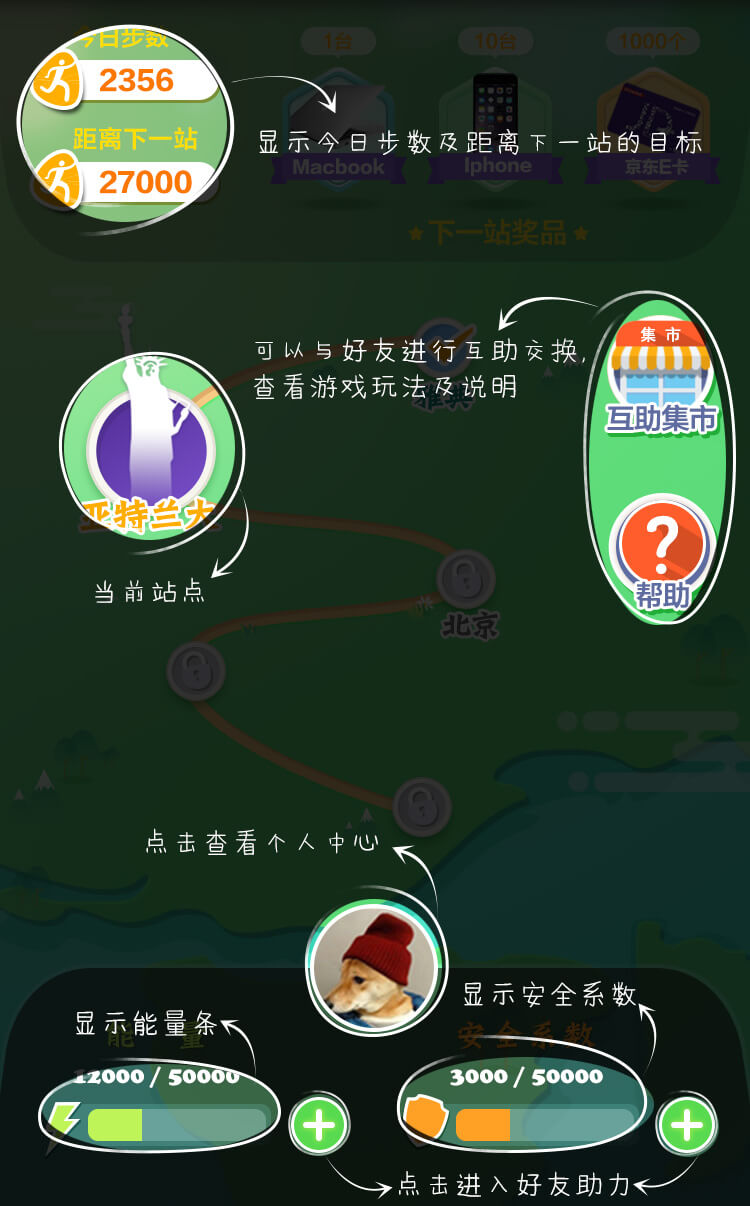 今日步数
1台
10台
1000个
2356
距离下一站
27000
显示今日步数及距离下一站的目标
Macbook
Iphone
京东E卡
下一站奖品
集市
可以与好友进行互助交换,
查看游戏玩法及说明
互助集市
亚特兰大
当前站点
帮助
北京
点击查看个人中心
显示能量条
显示安全系数
能量
安全系数
12000 / 50000
3000 / 50000
点击进入好友助力